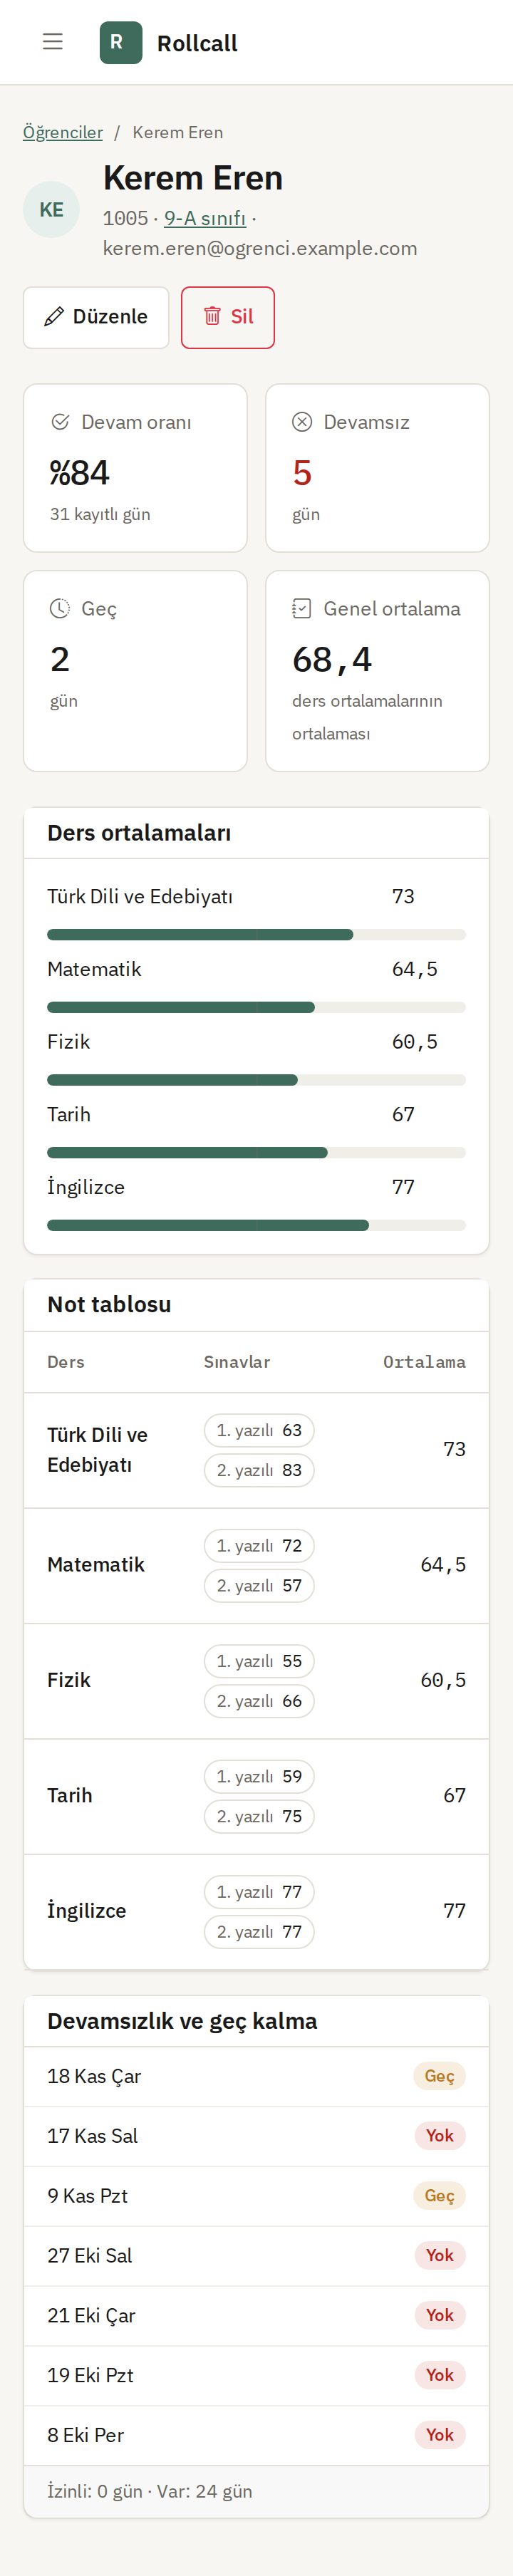 R Rollcall
Öğrenciler / Kerem Eren
KE
Kerem Eren
1005 · 9-A sınıfı ·
kerem.eren@ogrenci.example.com
Düzenle Sil
Devam oranı
%84
31 kayıtlı gün
Devamsız
5
gün
Geç
2
gün
Genel ortalama
68,4
ders ortalamalarının
ortalaması
Ders ortalamaları
Türk Dili ve Edebiyatı 73
Matematik 64,5
Fizik 60,5
Tarih 67
İngilizce 77
Not tablosu
Ders Sınavlar Ortalama
Türk Dili ve
Edebiyatı
1. yazılı 63
2. yazılı 83
73
Matematik
1. yazılı 72
2. yazılı 57
64,5
Fizik
1. yazılı 55
2. yazılı 66
60,5
Tarih
1. yazılı 59
2. yazılı 75
67
İngilizce
1. yazılı 77
2. yazılı 77
77
Devamsızlık ve geç kalma
18 Kas Çar Geç
17 Kas Sal Yok
9 Kas Pzt Geç
27 Eki Sal Yok
21 Eki Çar Yok
19 Eki Pzt Yok
8 Eki Per Yok
İzinli: 0 gün · Var: 24 gün